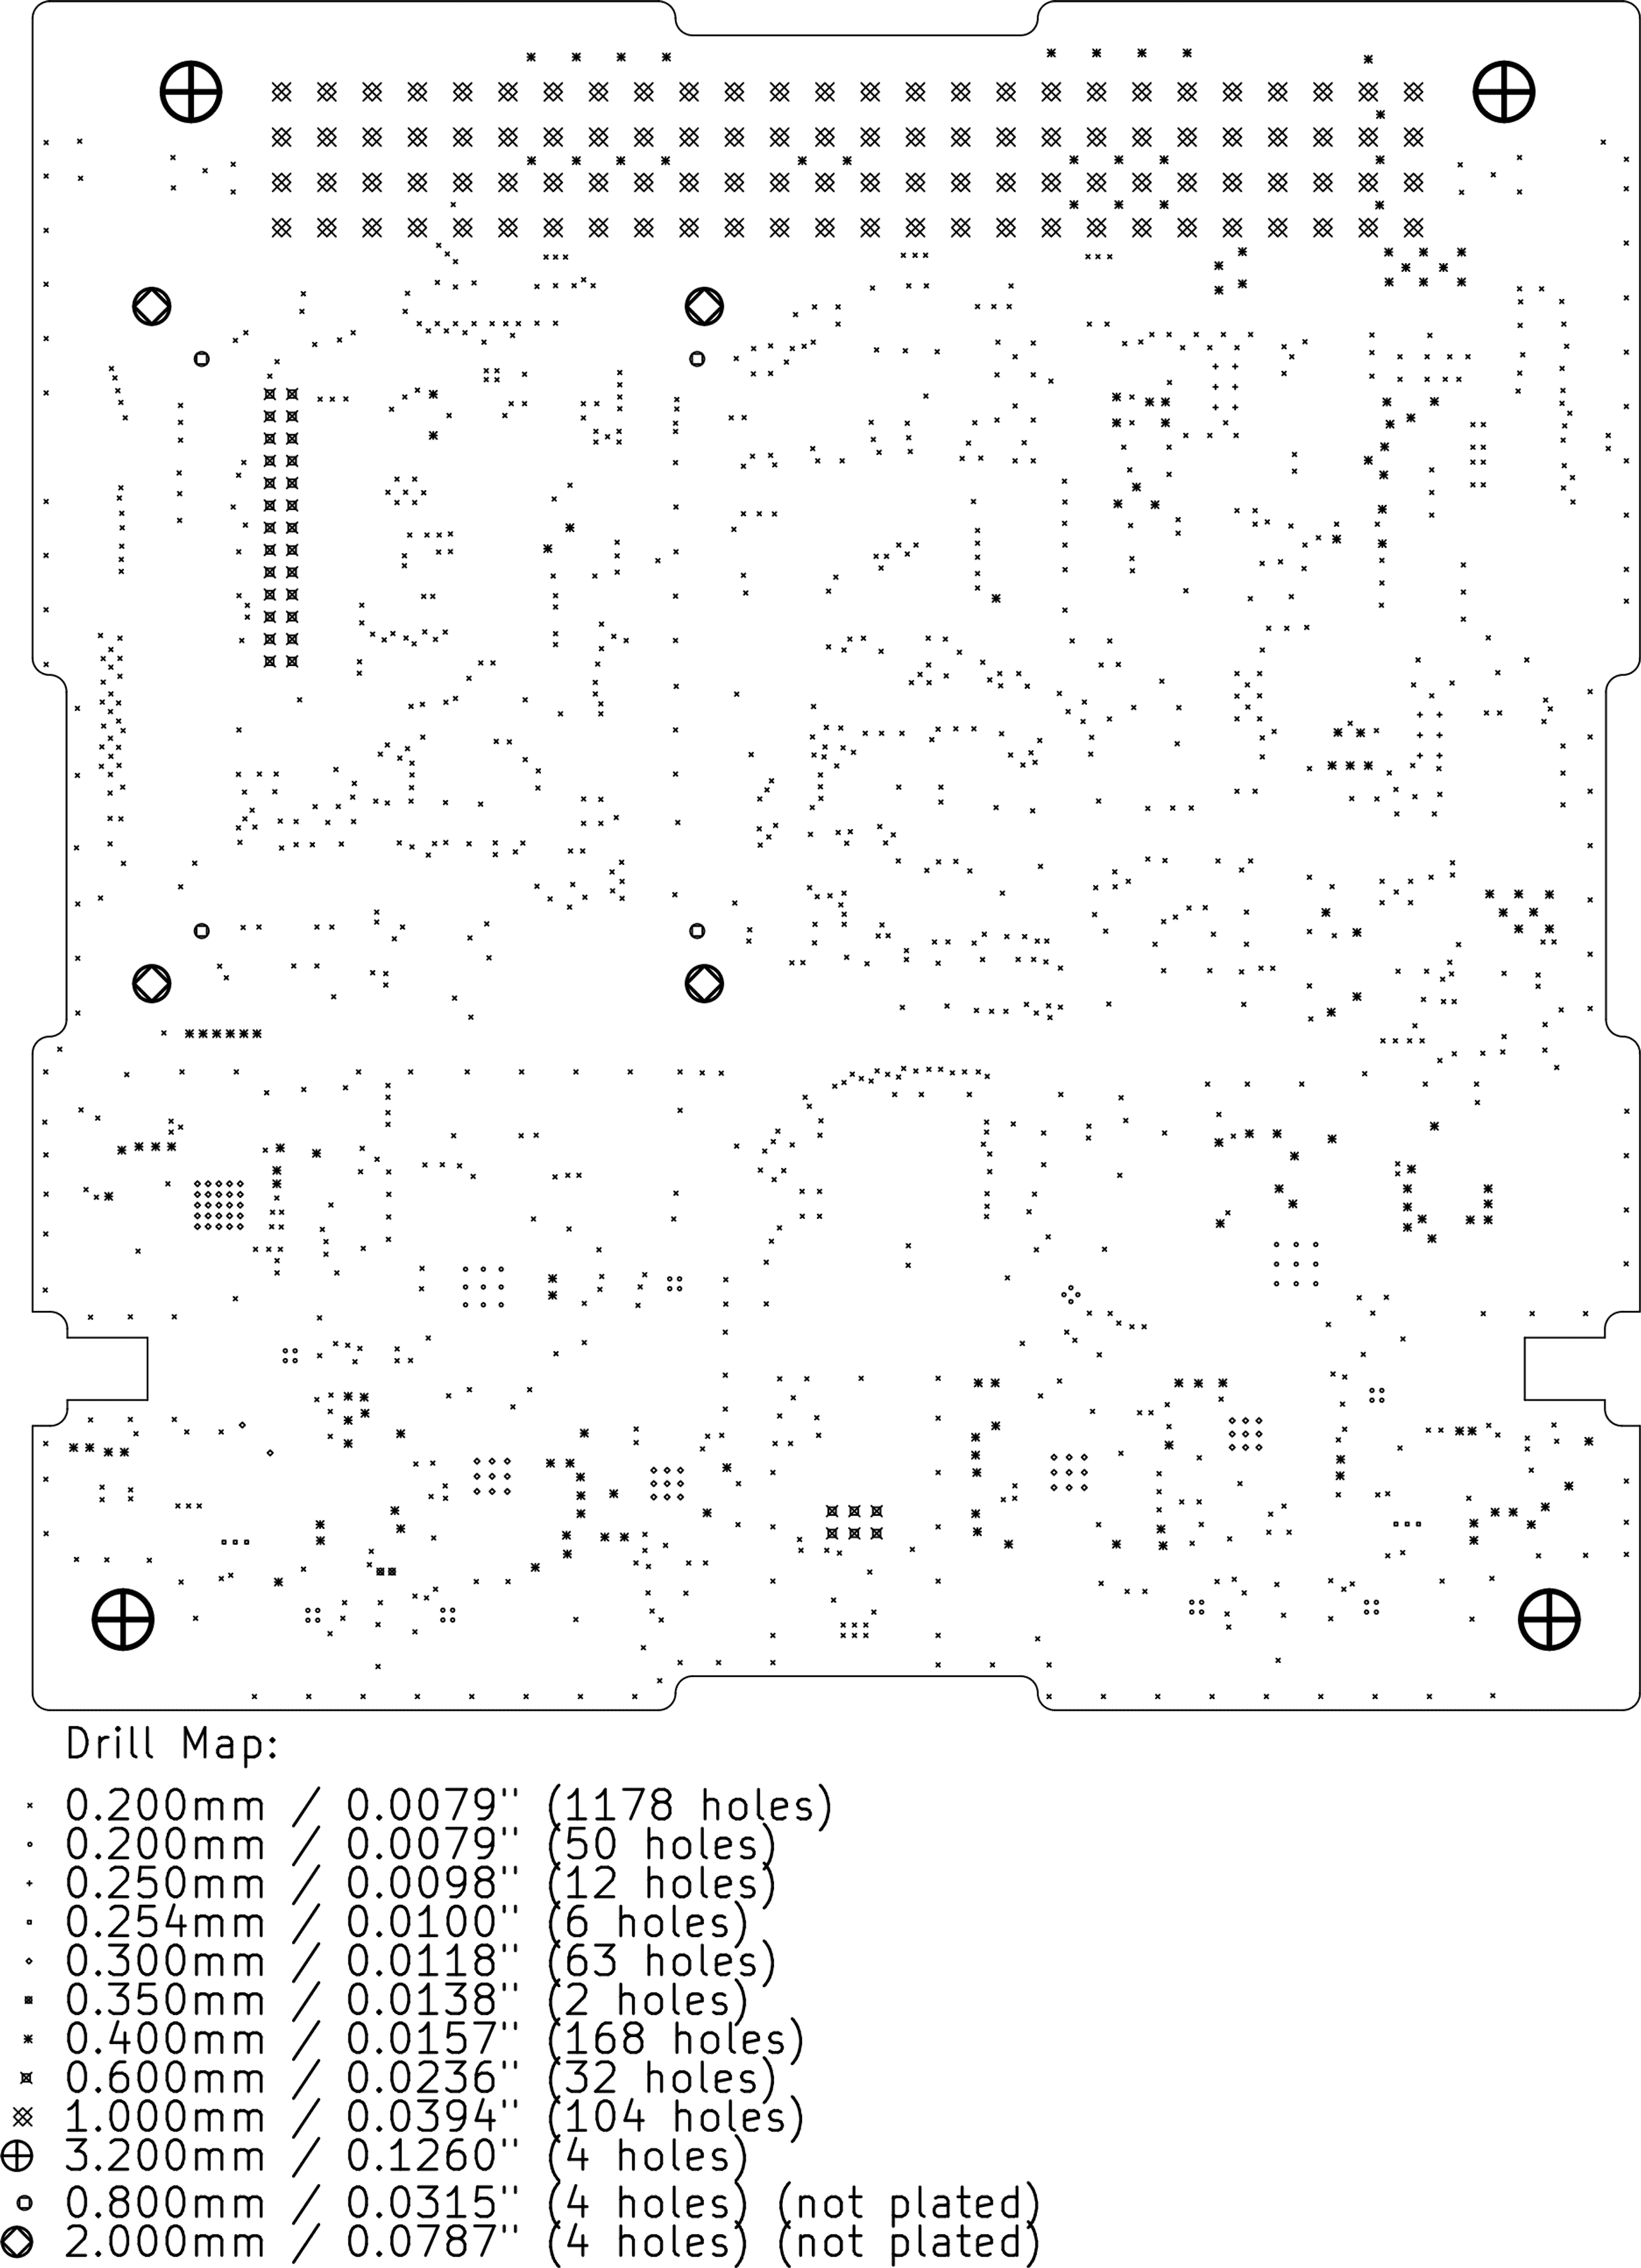 Drill Map:
0.200mm / 0.0079'' (1178 holes)
0.200mm / 0.0079'' (50 holes)
0.250mm / 0.0098'' (12 holes)
0.254mm / 0.0100'' (6 holes)
0.300mm / 0.0118'' (63 holes)
0.350mm / 0.0138'' (2 holes)
0.400mm / 0.0157'' (168 holes)
0.600mm / 0.0236'' (32 holes)
1.000mm / 0.0394'' (104 holes)
3.200mm / 0.1260'' (4 holes)
0.800mm / 0.0315'' (4 holes) (not plated)
2.000mm / 0.0787'' (4 holes) (not plated)